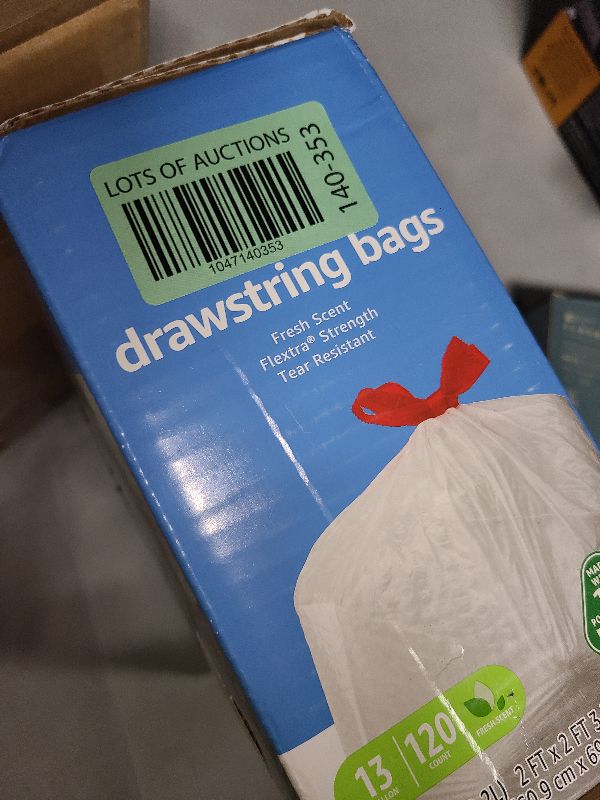 LOTS OF AUCTIONS
140-353
1047140353
drawstring bags
Fresh Scent
Flextra® Strength
Tear Resistant
13
120
COUNT
FRESH SCENT
2 FT X 2 FT 3